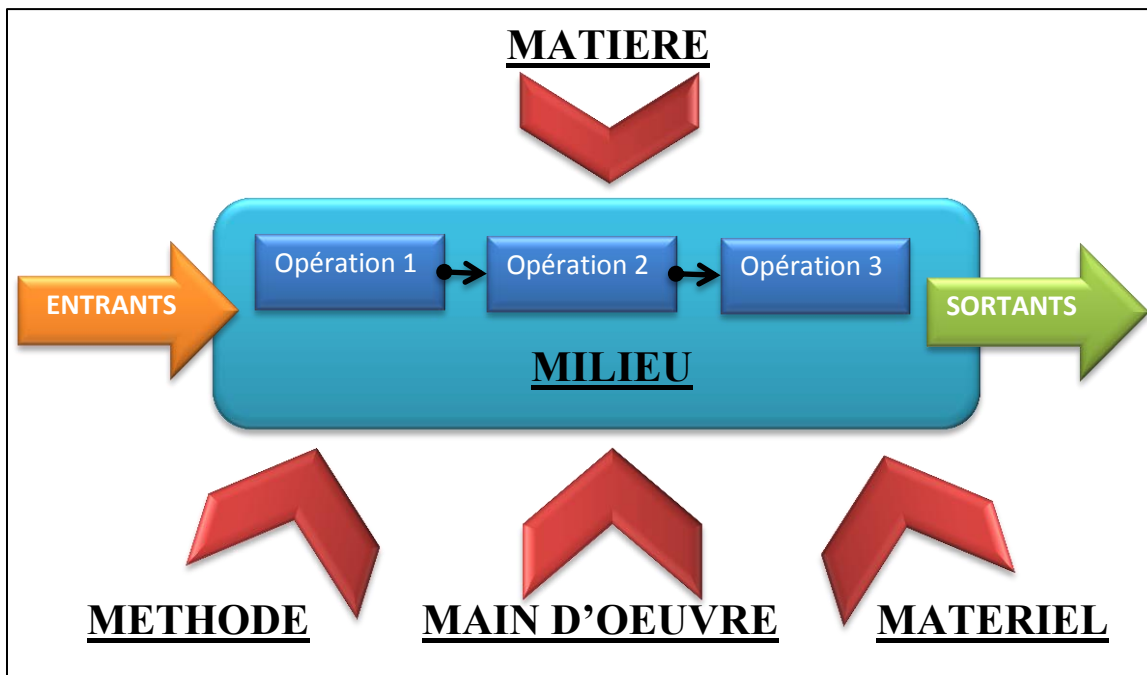 MATIERE
Opération 1
Opération 2
Opération 3
ENTRANTS
SORTANTS
MILIEU
METHODE
MAIN D’OEUVRE
MATERIEL